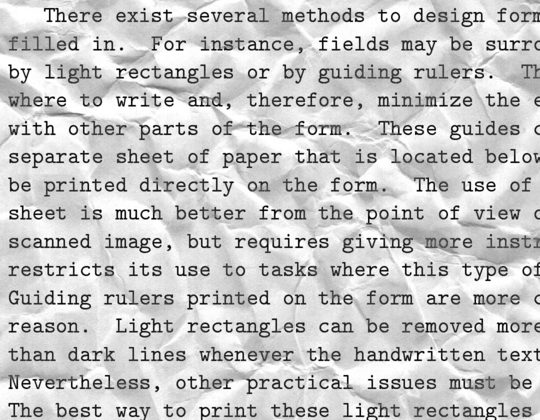 There exist several methods to design form
filled in. For instance, fields may be surro
by light rectangles or by guiding rulers. Th
where to write and, therefore, minimize the e
with other parts of the form. These guides c
separate sheet of paper that is located below
be printed directly on the form. The use of
sheet is much better from the point of view o
scanned image, but requires giving more instr
restricts its use to tasks where this type of
Guiding rulers printed on the form are more c
reason. Light rectangles can be removed more
than dark lines whenever the handwritten text
Nevertheless, other practical issues must be
The best way to print these light rectangles